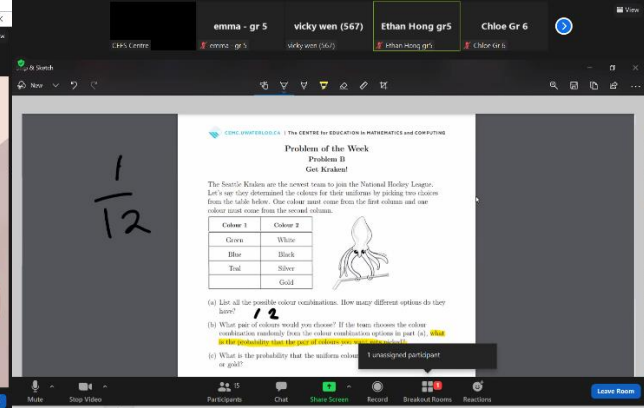 View
emma - gr 5
vicky wen (567)
Ethan Hong gr5
Chloe Gr 6
CEFS Centre
emma - gr 5
vicky wen (567)
Ethan Hong gr5
Chloe Gr 6
& Sketch
New
CEMC.UWATERLOO.CA | The CENTRE for EDUCATION in MATHEMATICS and COMPUTING
Problem of the Week
Problem B
Get Kraken!
The Seattle Kraken are the newest team to join the National Hockey League.
Let's say they determined the colours for their uniforms by picking two choices
from the table below. One colour must come from the first column and one
colour must come from the second column.
Colour 1 Colour 2
Green White
Blue Black
Teal Silver
Gold
(a) List all the possible colour combinations. How many different options do they
have?
12
(b) What pair of colours would you choose? If the team chooses the colour
combination randomly from the colour combination options in part (a), what
is the probability that the pair of colours you want gets picked?
(c) What is the probability that the uniform colour
or gold?
1
12
1 unassigned participant
15
1
Mute
Stop Video
Participants
Chat
Share Screen
Record
Breakout Rooms
Reactions
Leave Room